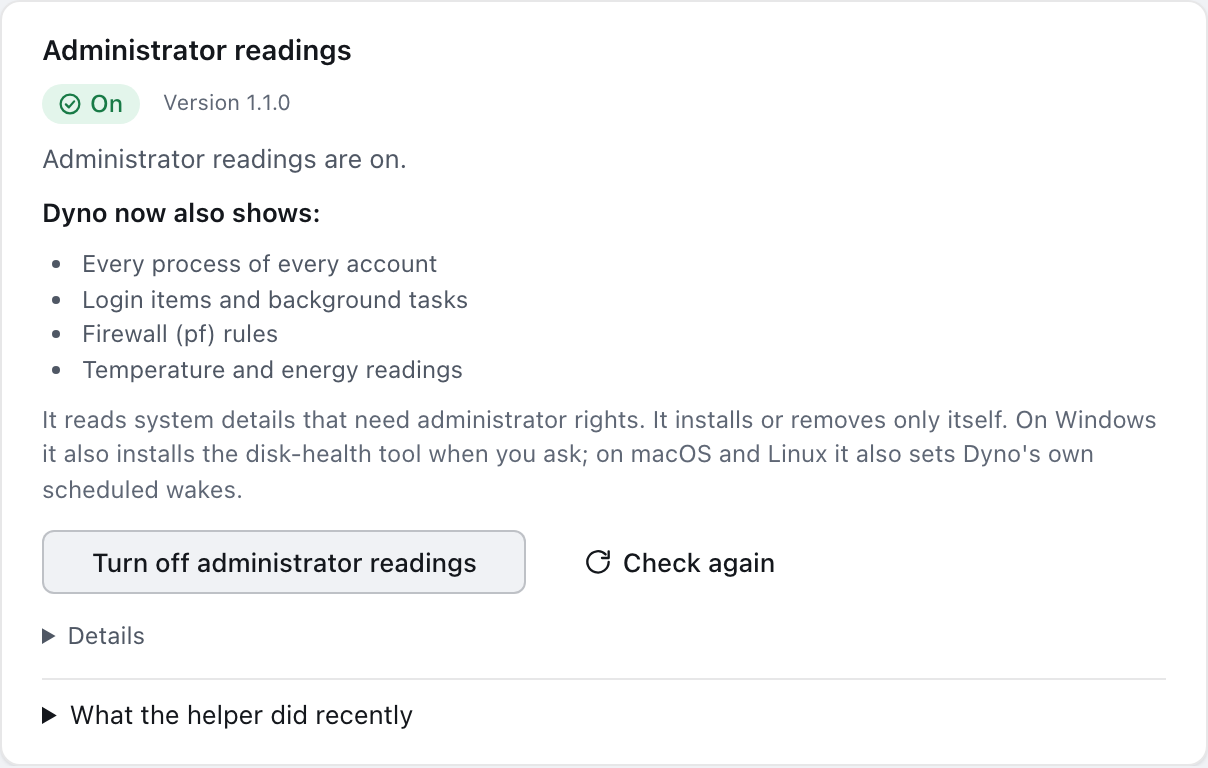 Administrator readings
On
Version 1.1.0
Administrator readings are on.
Dyno now also shows:
• Every process of every account
• Login items and background tasks
• Firewall (pf) rules
• Temperature and energy readings
It reads system details that need administrator rights. It installs or removes only itself. On Windows
it also installs the disk-health tool when you ask; on macOS and Linux it also sets Dyno's own
scheduled wakes.
Turn off administrator readings
Check again
Details
What the helper did recently